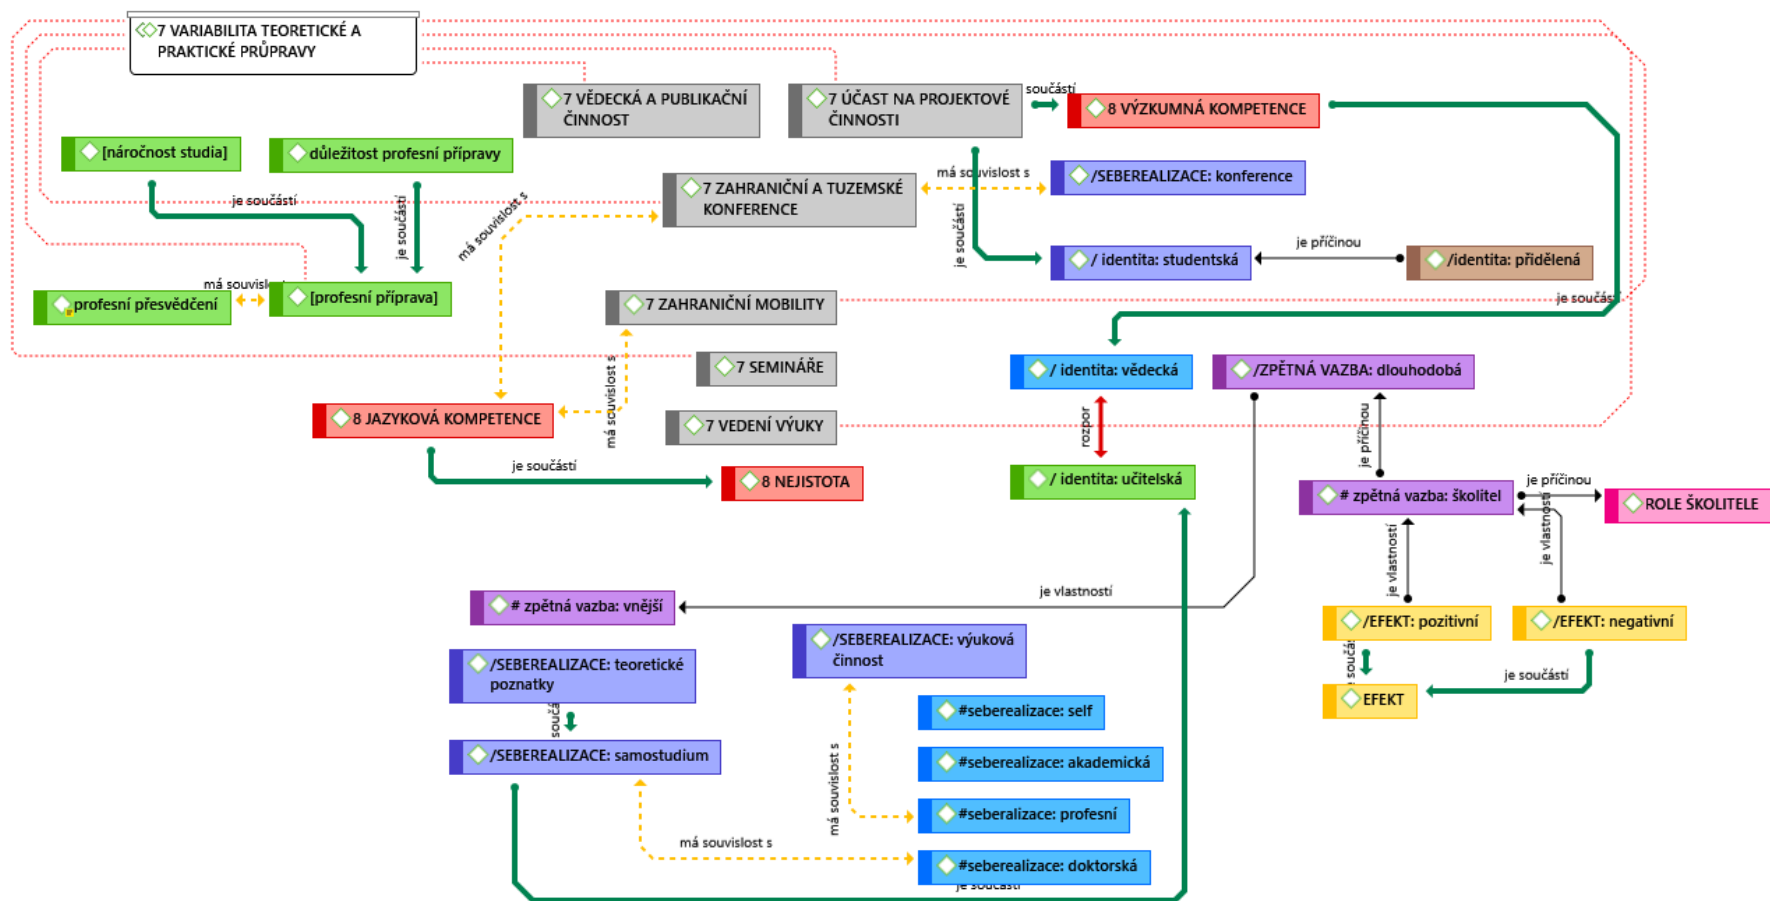 7 VARIABILITA TEORETICKÉ A
PRAKTICKÉ PRŮPRAVY
7 VĚDECKÁ A PUBLIKAČNÍ
ČINNOST
7 ÚČAST NA PROJEKTOVÉ
ČINNOSTI
součástí
8 VÝZKUMNÁ KOMPETENCE
[náročnost studia]
důležitost profesní přípravy
7 ZAHRANIČNÍ A TUZEMSKÉ
KONFERENCE
má souvislost s
/SEBEREALIZACE: konference
je součástí
je součástí
má souvislost s
je součástí
/ identita: studentská
je příčinou
/identita: přidělená
má souvisl
profesní přesvědčení
[profesní příprava]
7 ZAHRANIČNÍ MOBILITY
je součástí
7 SEMINÁŘE
má souvislost s
/ identita: vědecká
/ZPĚTNÁ VAZBA: dlouhodobá
8 JAZYKOVÁ KOMPETENCE
7 VEDENÍ VÝUKY
rozpor
je příčinou
je součástí
8 NEJISTOTA
/ identita: učitelská
# zpětná vazba: školitel
je příčinou
ROLE ŠKOLITELE
je vlastností
je vlastností
# zpětná vazba: vnější
je vlastností
/EFEKT: pozitivní
/EFEKT: negativní
/SEBEREALIZACE: výuková
činnost
/SEBEREALIZACE: teoretické
poznatky
je součástí
EFEKT
#seberealizace: self
/SEBEREALIZACE: samostudium
#seberealizace: akademická
má souvislost s
#seberalizace: profesní
má souvislost s
#seberealizace: doktorská
je součástí